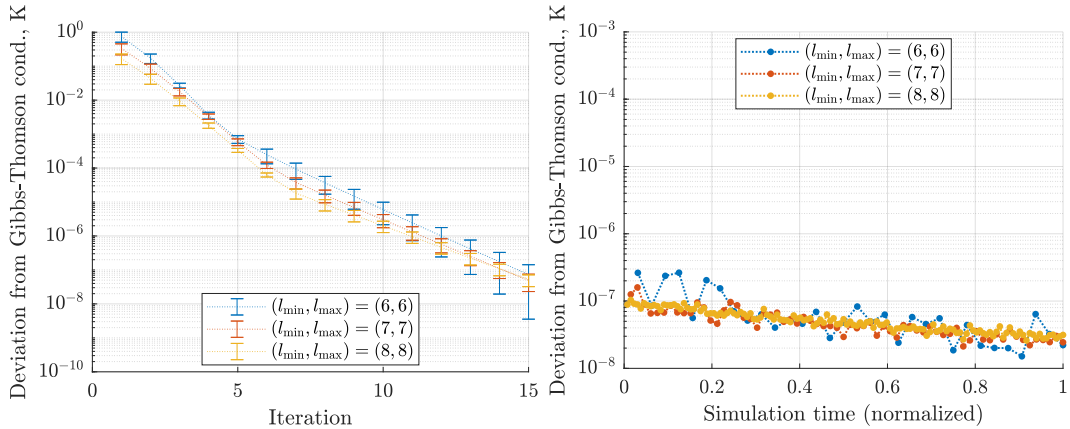 Deviation from Gibbs-Thomson cond., K
10^0
10^-2
10^-4
10^-6
10^-8
10^-10
(l_min, l_max) = (6, 6)
(l_min, l_max) = (7, 7)
(l_min, l_max) = (8, 8)
0 5 10 15
Iteration
Deviation from Gibbs-Thomson cond., K
10^-3
10^-4
10^-5
10^-6
10^-7
10^-8
(l_min, l_max) = (6, 6)
(l_min, l_max) = (7, 7)
(l_min, l_max) = (8, 8)
0 0.2 0.4 0.6 0.8 1
Simulation time (normalized)